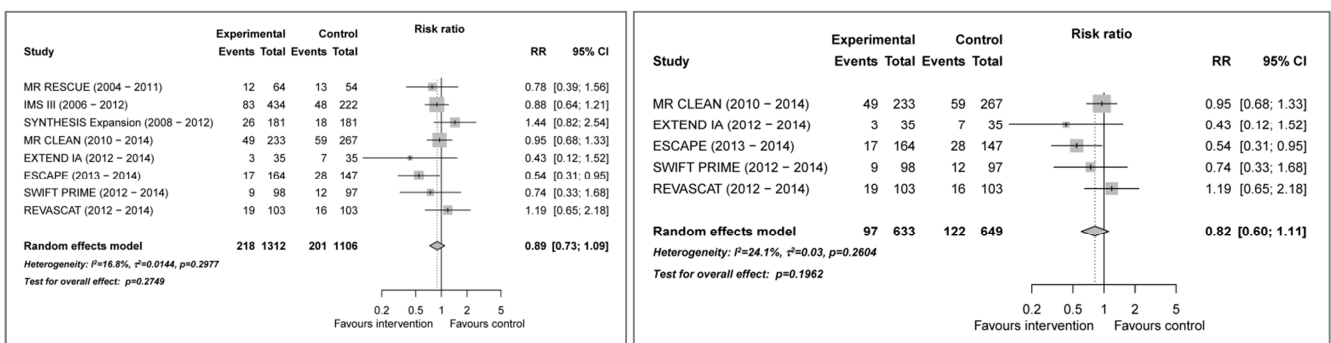 Risk ratio
Experimental Control
Events Total Events Total
Study RR 95% CI
MR RESCUE (2004 − 2011) 12 64 13 54 0.78 [0.39; 1.56]
IMS III (2006 − 2012) 83 434 48 222 0.88 [0.64; 1.21]
SYNTHESIS Expansion (2008 − 2012) 26 181 18 181 1.44 [0.82; 2.54]
MR CLEAN (2010 − 2014) 49 233 59 267 0.95 [0.68; 1.33]
EXTEND IA (2012 − 2014) 3 35 7 35 0.43 [0.12; 1.52]
ESCAPE (2013 − 2014) 17 164 28 147 0.54 [0.31; 0.95]
SWIFT PRIME (2012 − 2014) 9 98 12 97 0.74 [0.33; 1.68]
REVASCAT (2012 − 2014) 19 103 16 103 1.19 [0.65; 2.18]
Random effects model 218 1312 201 1106 0.89 [0.73; 1.09]
Heterogeneity: I²=16.8%, τ²=0.0144, p=0.2977
Test for overall effect: p=0.2749
0.2 0.5 1 2 5
Favours intervention Favours control
Risk ratio
Experimental Control
Events Total Events Total
Study RR 95% CI
MR CLEAN (2010 − 2014) 49 233 59 267 0.95 [0.68; 1.33]
EXTEND IA (2012 − 2014) 3 35 7 35 0.43 [0.12; 1.52]
ESCAPE (2013 − 2014) 17 164 28 147 0.54 [0.31; 0.95]
SWIFT PRIME (2012 − 2014) 9 98 12 97 0.74 [0.33; 1.68]
REVASCAT (2012 − 2014) 19 103 16 103 1.19 [0.65; 2.18]
Random effects model 97 633 122 649 0.82 [0.60; 1.11]
Heterogeneity: I²=24.1%, τ²=0.03, p=0.2604
Test for overall effect: p=0.1962
0.2 0.5 1 2 5
Favours intervention Favours control